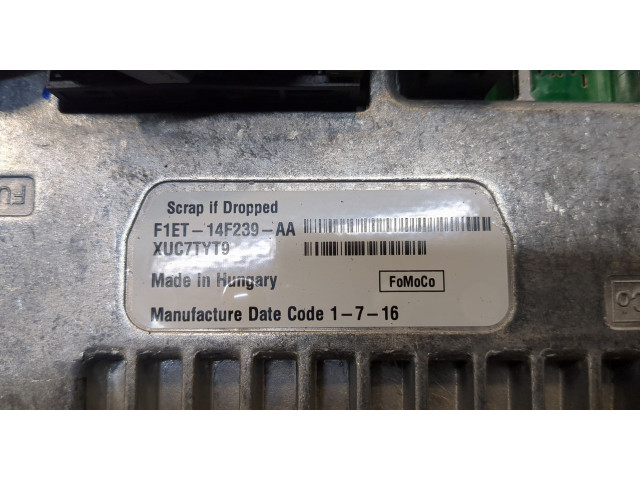 Scrap if Dropped
F1ET-14F239-AA
XUC7TYT9
Made in Hungary
FoMoCo
Manufacture Date Code 1-7-16